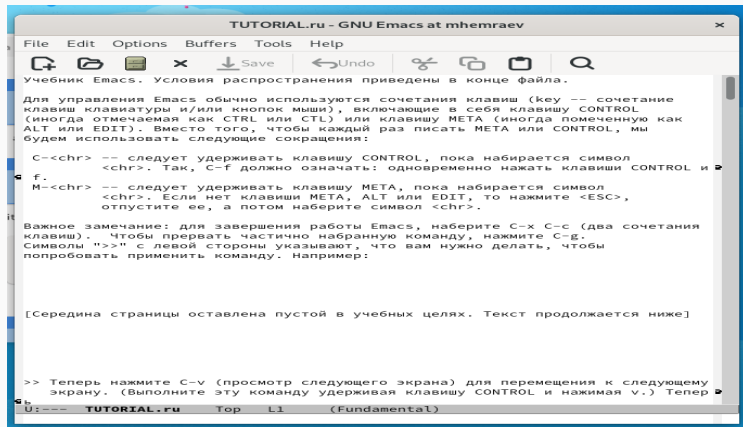 TUTORIAL.ru - GNU Emacs at mhemraev
File Edit Options Buffers Tools Help
Save Undo
Учебник Emacs. Условия распространения приведены в конце файла.
Для управления Emacs обычно используются сочетания клавиш (key -- сочетание
клавиш клавиатуры и/или кнопок мыши), включающие в себя клавишу CONTROL
(иногда отмечаемая как CTRL или CTL) или клавишу META (иногда помеченную как
ALT или EDIT). Вместо того, чтобы каждый раз писать META или CONTROL, мы
будем использовать следующие сокращения:
C-<chr> -- следует удерживать клавишу CONTROL, пока набирается символ
<chr>. Так, C-f должно означать: одновременно нажать клавиши CONTROL и
f.
M-<chr> -- следует удерживать клавишу META, пока набирается символ
<chr>. Если нет клавиши META, ALT или EDIT, то нажмите <ESC>,
отпустите ее, а потом наберите символ <chr>.
Важное замечание: для завершения работы Emacs, наберите C-x C-c (два сочетания
клавиш). Чтобы прервать частично набранную команду, нажмите C-g.
Символы ">>" с левой стороны указывают, что вам нужно делать, чтобы
попробовать применить команду. Например:
[Середина страницы оставлена пустой в учебных целях. Текст продолжается ниже]
>> Теперь нажмите C-v (просмотр следующего экрана) для перемещения к следующему
экрану. (Выполните эту команду удерживая клавишу CONTROL и нажимая v.) Тепер
ь
U:--- TUTORIAL.ru Top L1 (Fundamental)